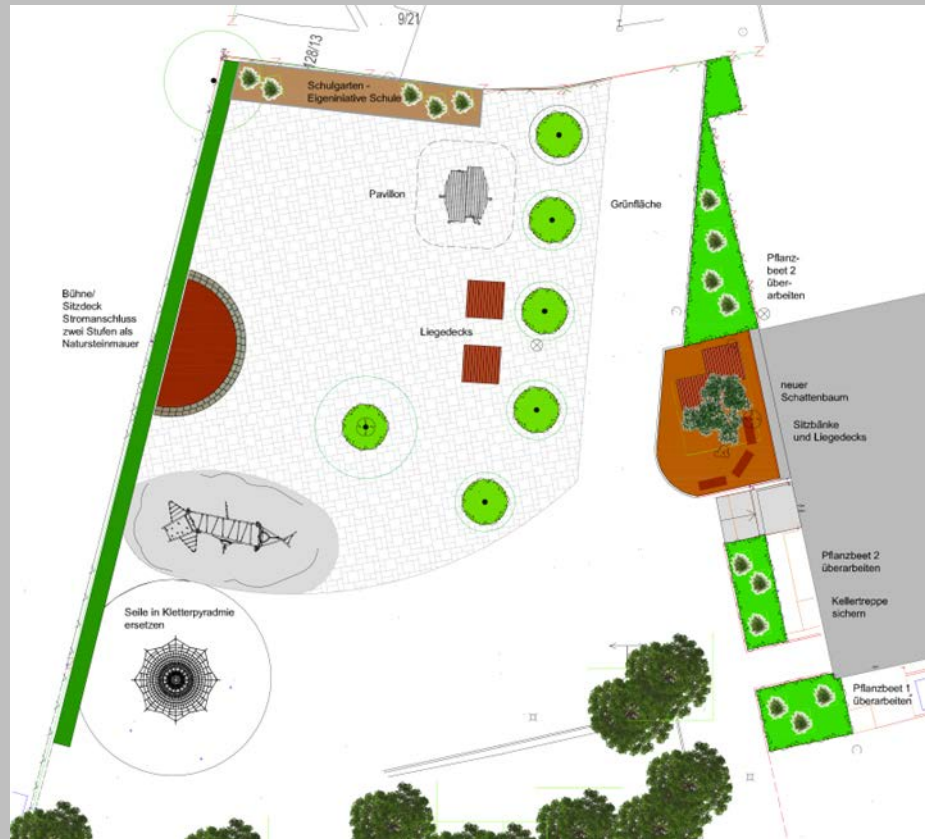 9/21
128/13
Schulgarten -
Eigeniniative Schule
Pavillon
Grünfläche
Pflanz-
beet 2
über-
arbeiten
Bühne/
Sitzdeck
Stromanschluss
zwei Stufen als
Natursteinmauer
Liegedecks
neuer
Schattenbaum
Sitzbänke
und Liegedecks
Pflanzbeet 2
überarbeiten
Kellertreppe
sichern
Seile in Kletterpyradmie
ersetzen
Pflanzbeet 1
überarbeiten